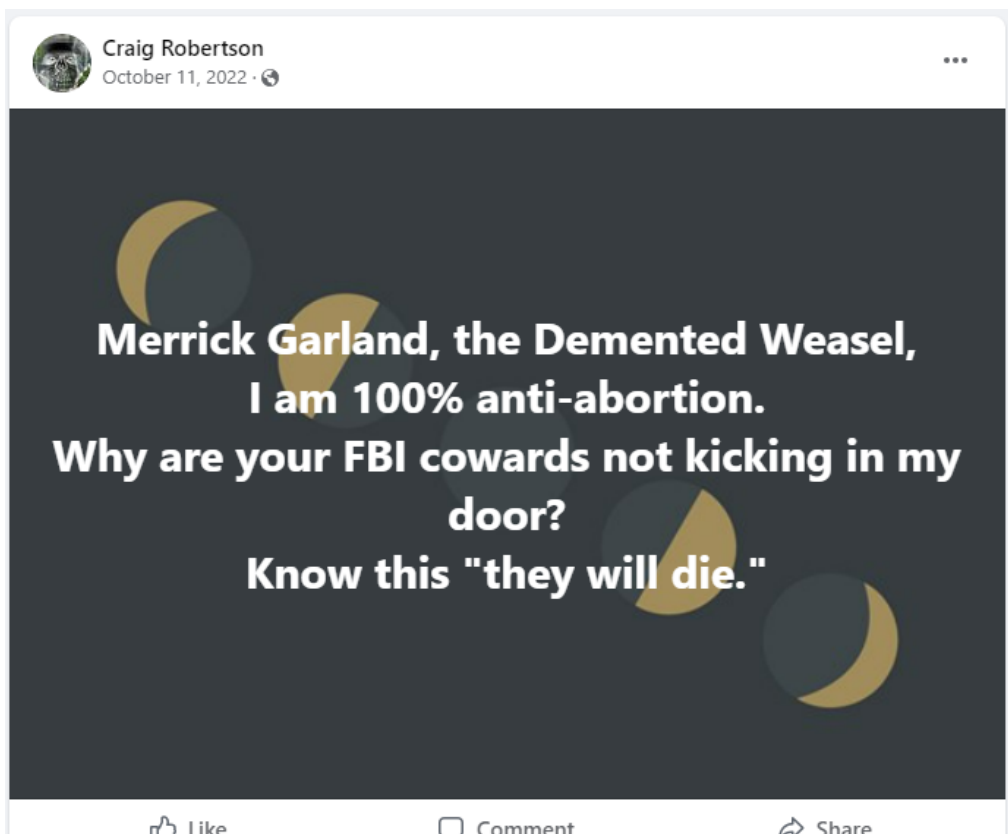 Craig Robertson
October 11, 2022 ·
Merrick Garland, the Demented Weasel,
I am 100% anti-abortion.
Why are your FBI cowards not kicking in my
door?
Know this "they will die."
Like Comment Share